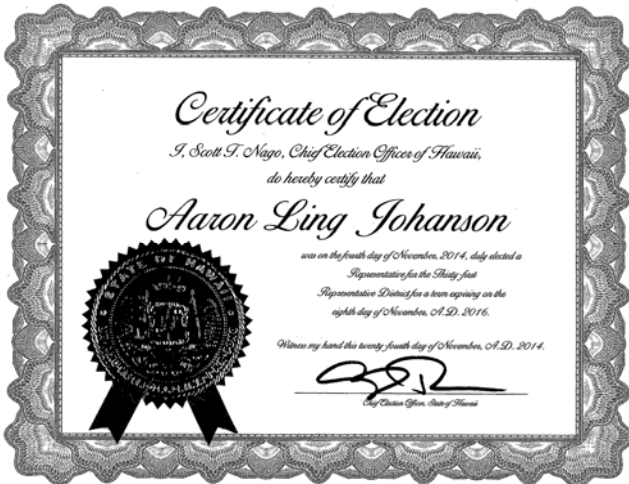 Certificate of Election
I, Scott T. Nago, Chief Election Officer of Hawaii,
do hereby certify that
Aaron Ling Johanson
was on the fourth day of November, 2014, duly elected a
Representative for the Thirty-first
Representative District for a term expiring on the
eighth day of November, A.D. 2016.
Witness my hand this twenty-fourth day of November, A.D. 2014.
Chief Election Officer, State of Hawaii
STATE OF HAWAII